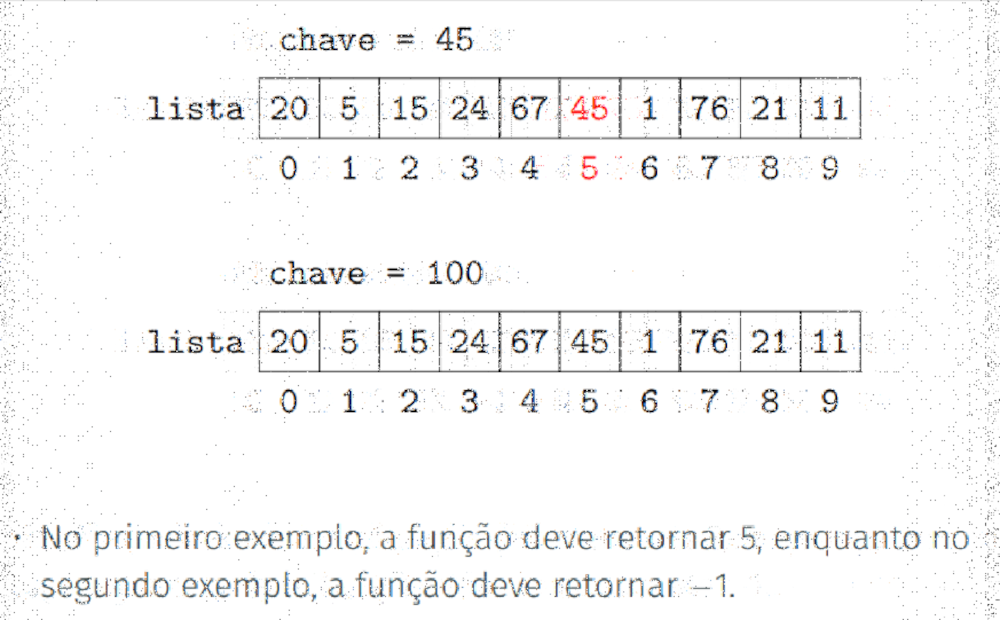 chave = 45
lista 20 5 15 24 67 45 1 76 21 11
0 1 2 3 4 5 6 7 8 9
chave = 100
lista 20 5 15 24 67 45 1 76 21 11
0 1 2 3 4 5 6 7 8 9
· No primeiro exemplo, a função deve retornar 5, enquanto no
segundo exemplo, a função deve retornar −1.